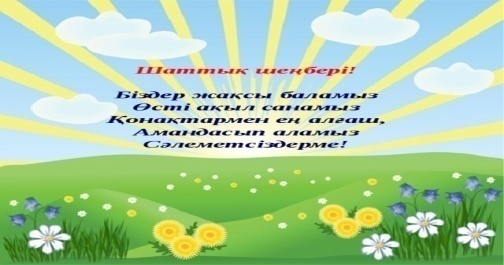 Шаттық шеңбері!
Біздер жақсы баламыз
Өсті ақыл санамыз
Қонақтармен ең алғаш,
Амандасып аламыз
Сәлеметсіздерме!